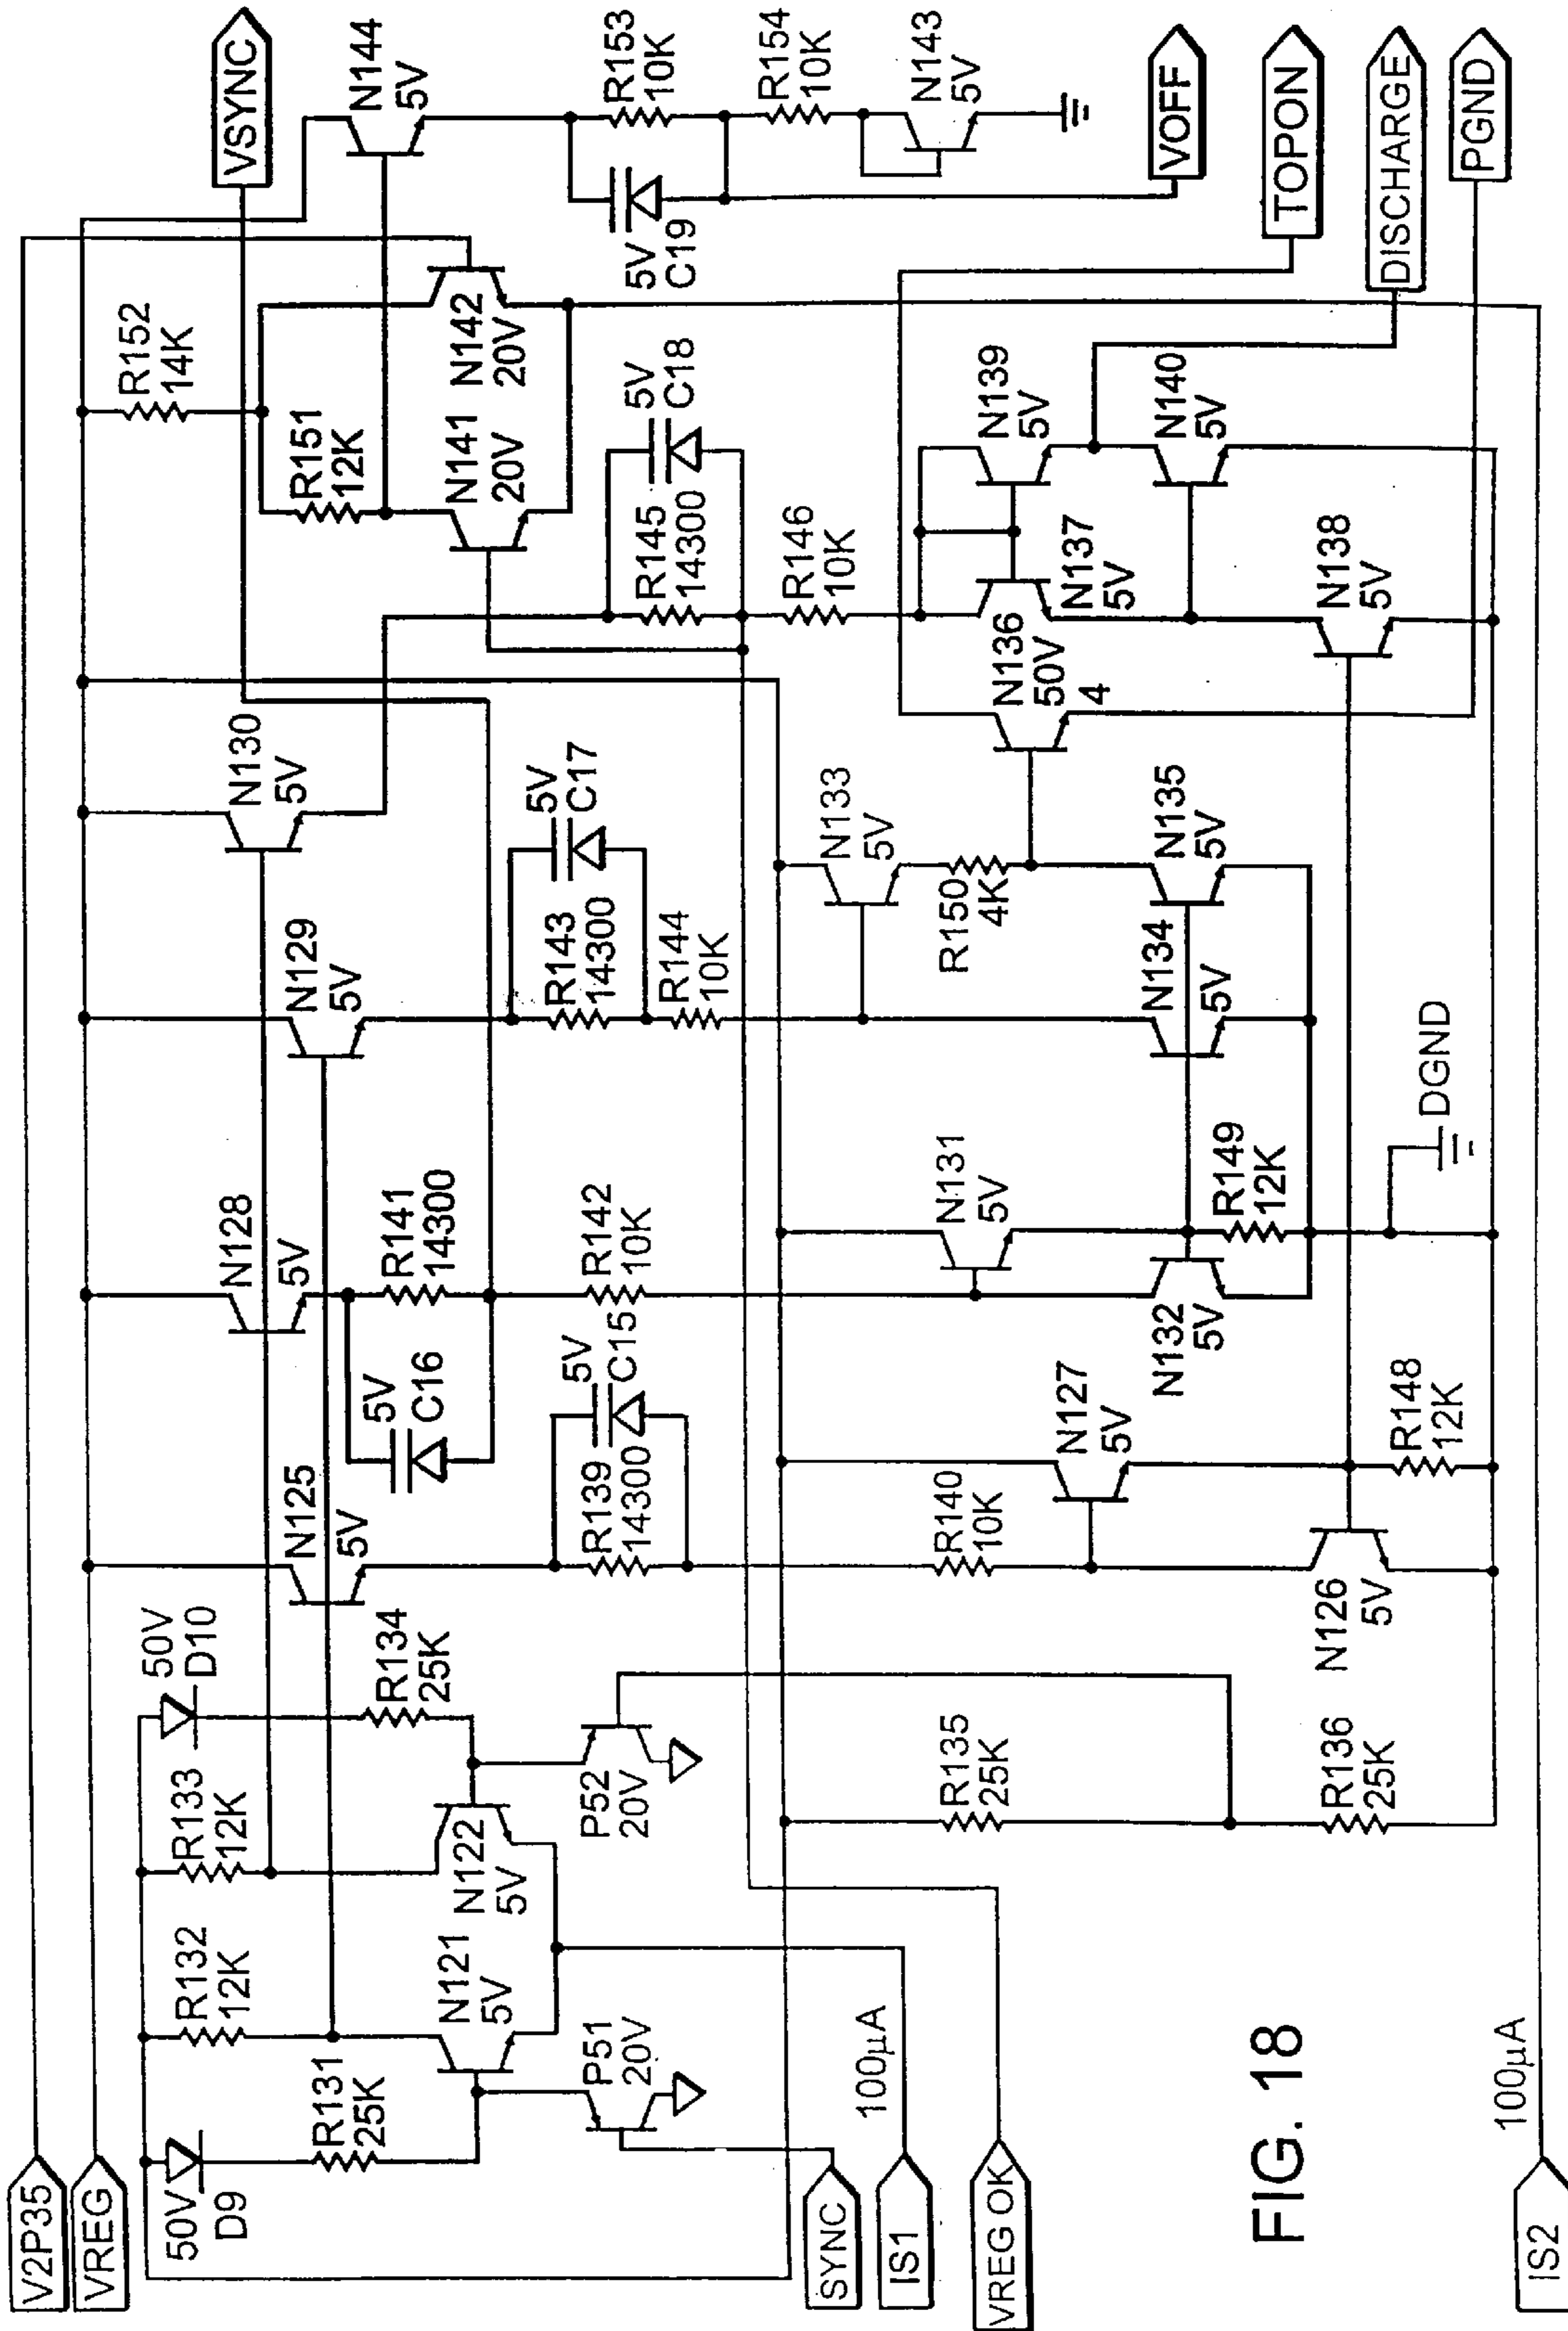 V2P35
VREG
50V
D9
R131
25K
R132
12K
R133
12K
50V
D10
R134
25K
N121
5V
N122
5V
P51
20V
P52
20V
SYNC
100µA
IS1
VREG OK
R135
25K
R136
25K
N125
5V
5V
C15
R139
14300
R140
10K
N127
5V
N126
5V
R148
12K
N128
5V
5V
C16
R141
14300
R142
10K
N131
5V
N132
5V
R149
12K
DGND
N129
5V
5V
C17
R143
14300
R144
10K
N133
5V
R150
4K
N134
5V
N135
5V
N130
5V
N136
50V
4
R152
14K
R151
12K
N141
20V
N142
20V
5V
C18
R145
14300
R146
10K
N137
5V
N139
5V
N140
5V
N138
5V
VSYNC
N144
5V
R153
10K
5V
C19
R154
10K
N143
5V
VOFF
TOPON
DISCHARGE
PGND
FIG. 18
100µA
IS2